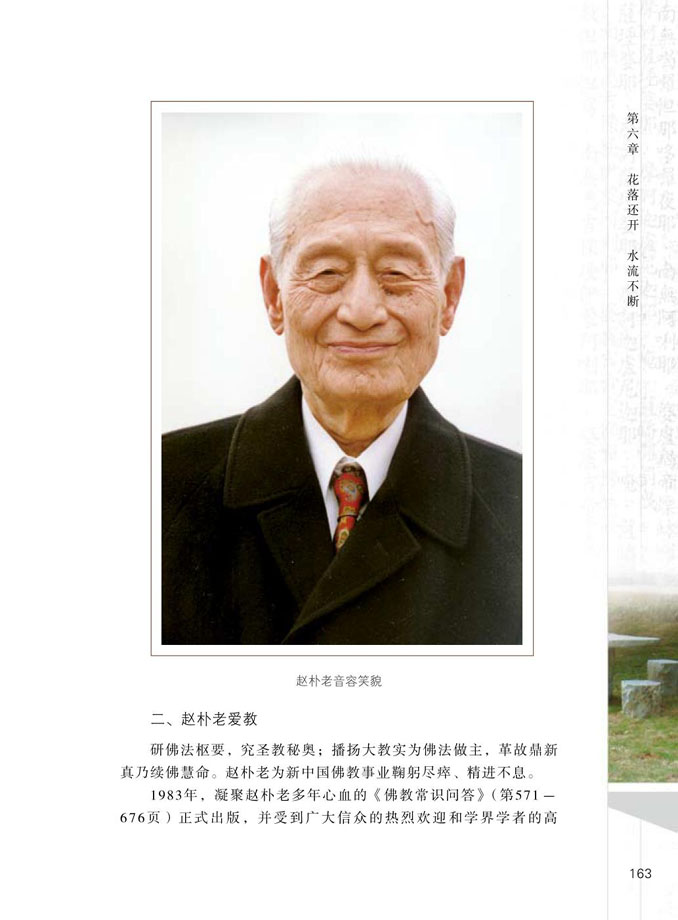 第六章 花落还开 水流不断
赵朴老音容笑貌
二、赵朴老爱教
研佛法枢要，究圣教秘奥；播扬大教实为佛法做主，革故鼎新
真乃续佛慧命。赵朴老为新中国佛教事业鞠躬尽瘁、精进不息。
1983年，凝聚赵朴老多年心血的《佛教常识问答》（第571－
676页）正式出版，并受到广大信众的热烈欢迎和学界学者的高
163